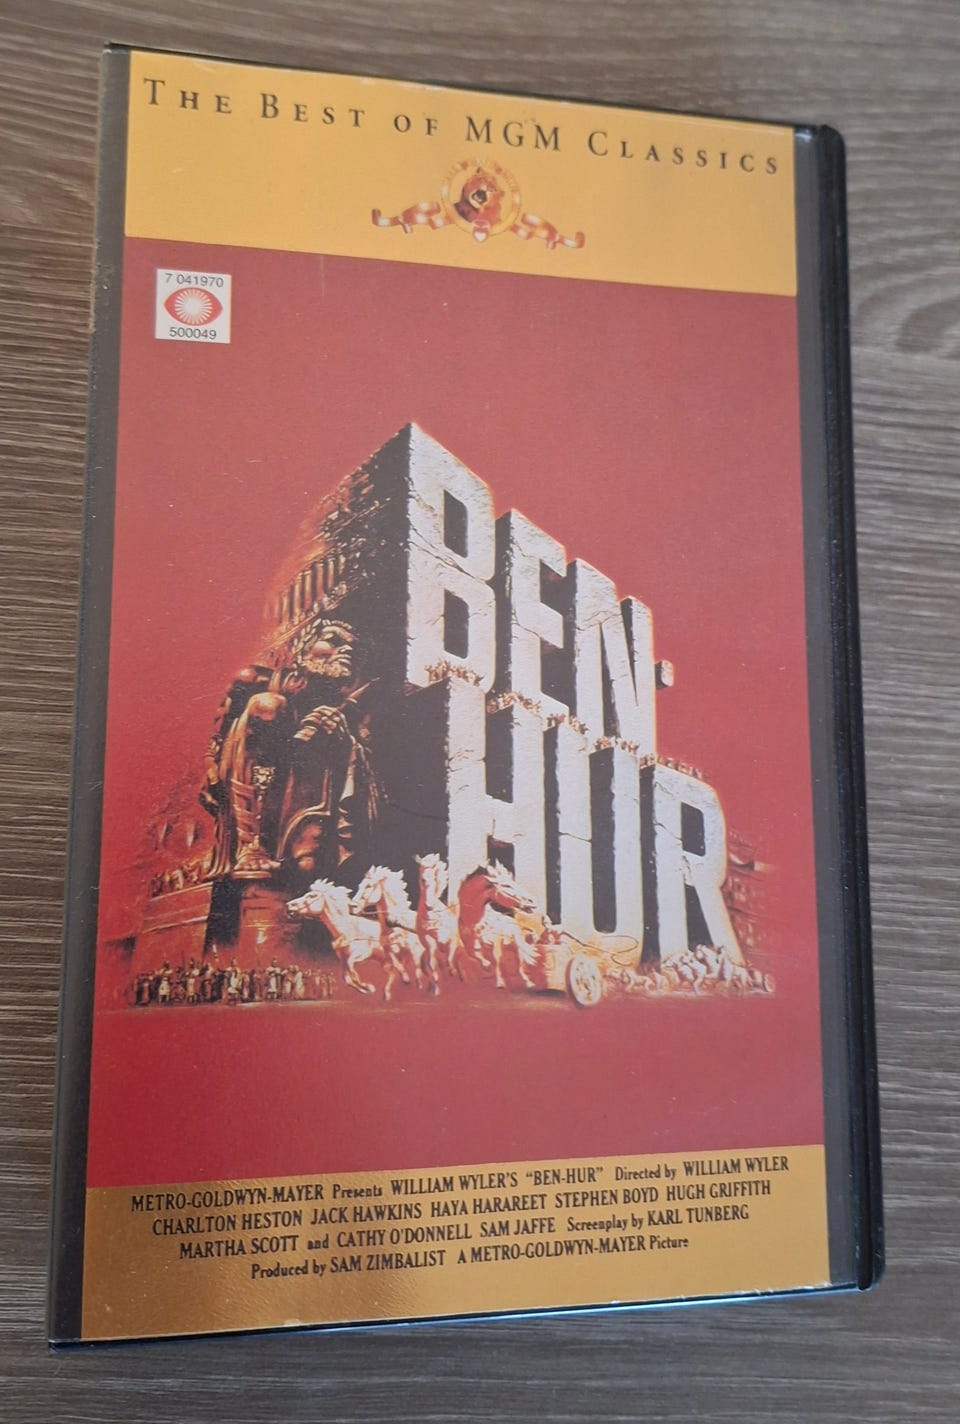 THE BEST OF MGM CLASSICS
7 041970
500049
BEN-
HUR
METRO-GOLDWYN-MAYER Presents WILLIAM WYLER'S "BEN-HUR" Directed by WILLIAM WYLER
CHARLTON HESTON JACK HAWKINS HAYA HARAREET STEPHEN BOYD HUGH GRIFFITH
MARTHA SCOTT and CATHY O'DONNELL SAM JAFFE Screenplay by KARL TUNBERG
Produced by SAM ZIMBALIST A METRO-GOLDWYN-MAYER Picture